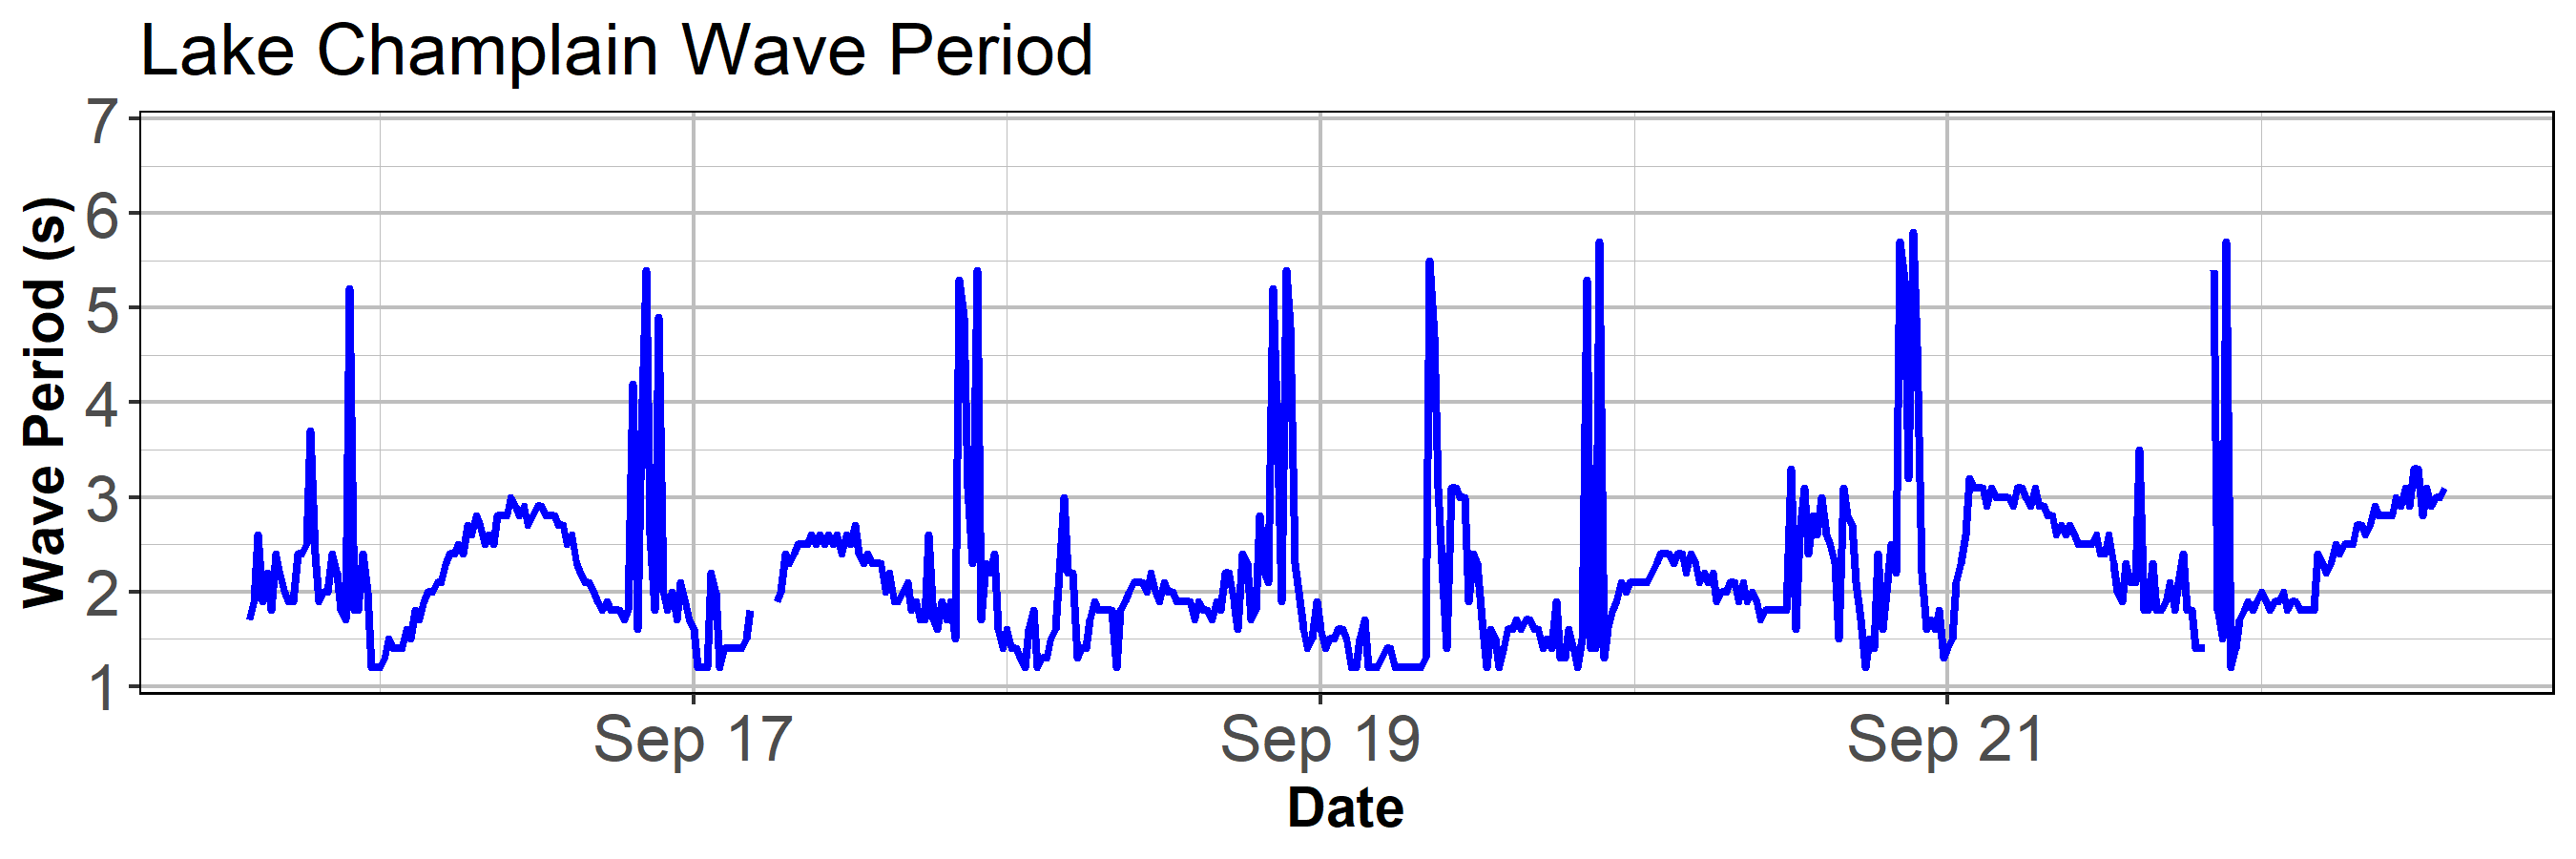 Lake Champlain Wave Period
Wave Period (s)
7
6
5
4
3
2
1
Sep 17
Sep 19
Sep 21
Date